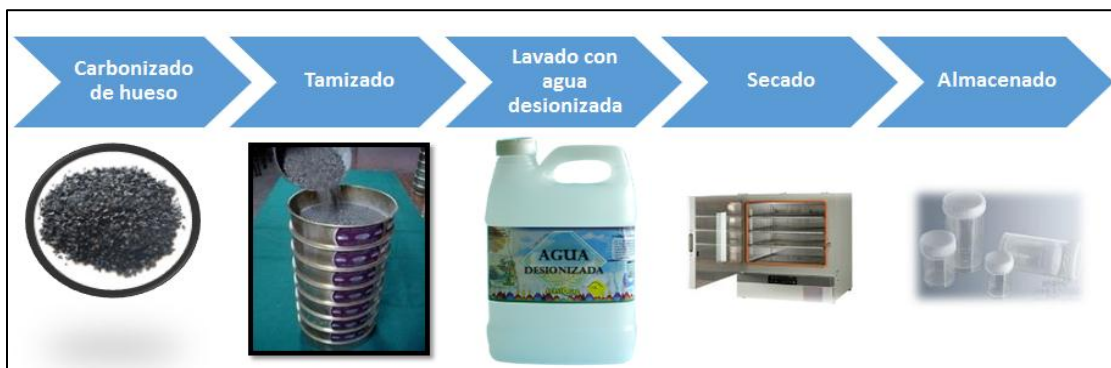 Carbonizado
de hueso
Tamizado
Lavado con
agua
desionizada
Secado
Almacenado
AGUA
DESIONIZADA